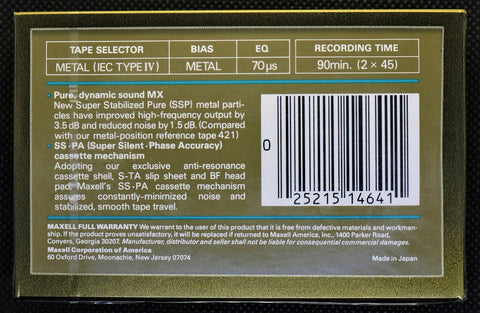 TAPE SELECTOR BIAS EQ RECORDING TIME
METAL (IEC TYPE IV) METAL 70μs 90min. (2 × 45)
• Pure, dynamic sound MX
New Super Stabilized Pure (SSP) metal parti-
cles have improved high-frequency output by
3.5 dB and reduced noise by 1.5 dB. (Compared
with our metal-position reference tape 421)
• SS·PA (Super Silent·Phase Accuracy)
cassette mechanism
Adopting our exclusive anti-resonance
cassette shell, S-TA slip sheet and BF head
pad, Maxell's SS·PA cassette mechanism
assures constantly-minimized noise and
stabilized, smooth tape travel.
0 25215 14641
MAXELL FULL WARRANTY We warrant to the user of this product that it is free from defective materials and workman-
ship. If the product proves unsatisfactory, it will be replaced if returned to Maxell America, Inc., 1400 Parker Road,
Conyers, Georgia 30207. Manufacturer, distributor and seller shall not be liable for consequential commercial damages.
Maxell Corporation of America
60 Oxford Drive, Moonachie, New Jersey 07074 Made in Japan